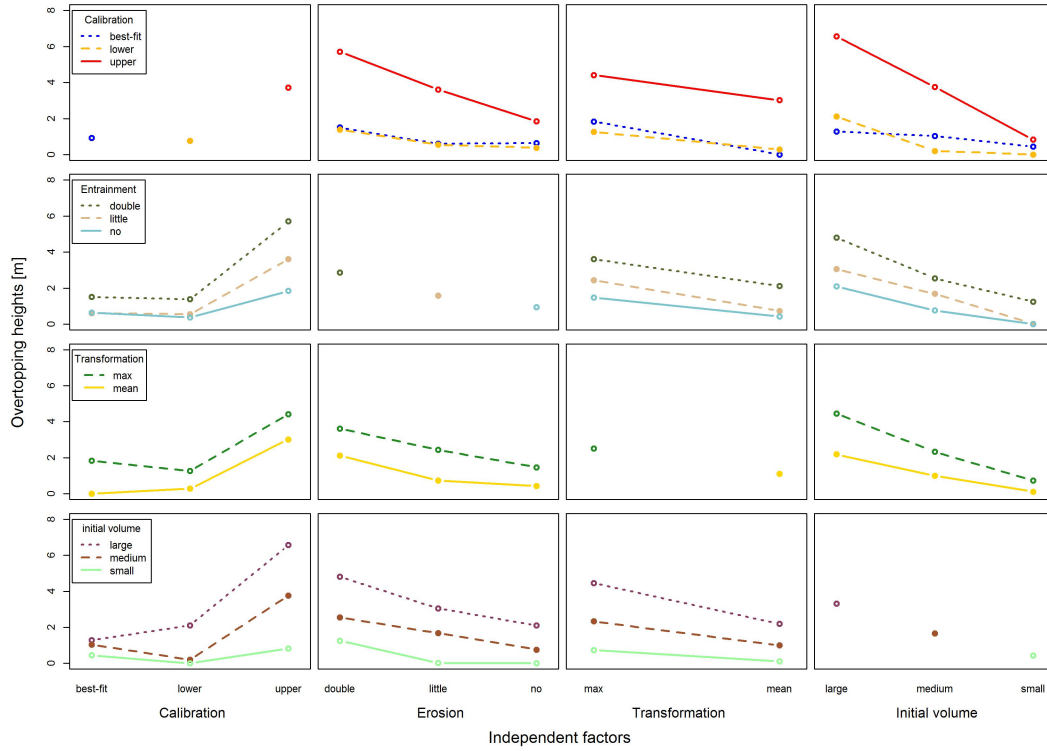 Overtopping heights [m]
8
6
4
2
0
Calibration
best-fit
lower
upper
8
6
4
2
0
Entrainment
double
little
no
8
6
4
2
0
Transformation
max
mean
8
6
4
2
0
initial volume
large
medium
small
best-fit lower upper double little no max mean large medium small
Calibration Erosion Transformation Initial volume
Independent factors